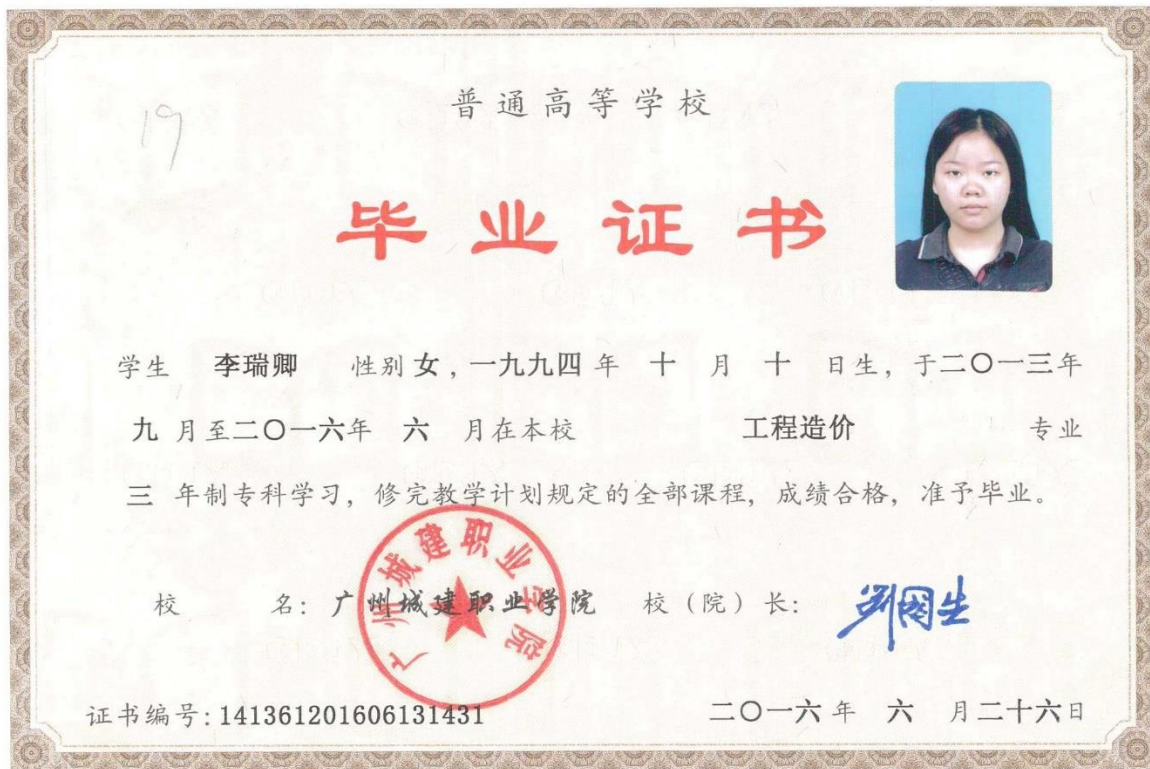 19
普通高等学校
毕业证书
学生 李瑞卿 性别 女，一九九四 年 十 月 十 日生，于二〇一三年
九 月至二〇一六年 六 月在本校 工程造价 专业
三 年制专科学习，修完教学计划规定的全部课程，成绩合格，准予毕业。
广州城建职业学院
校 名：广州城建职业学院 校（院）长：刘国生
证书编号：141361201606131431 二〇一六 年 六 月二十六日